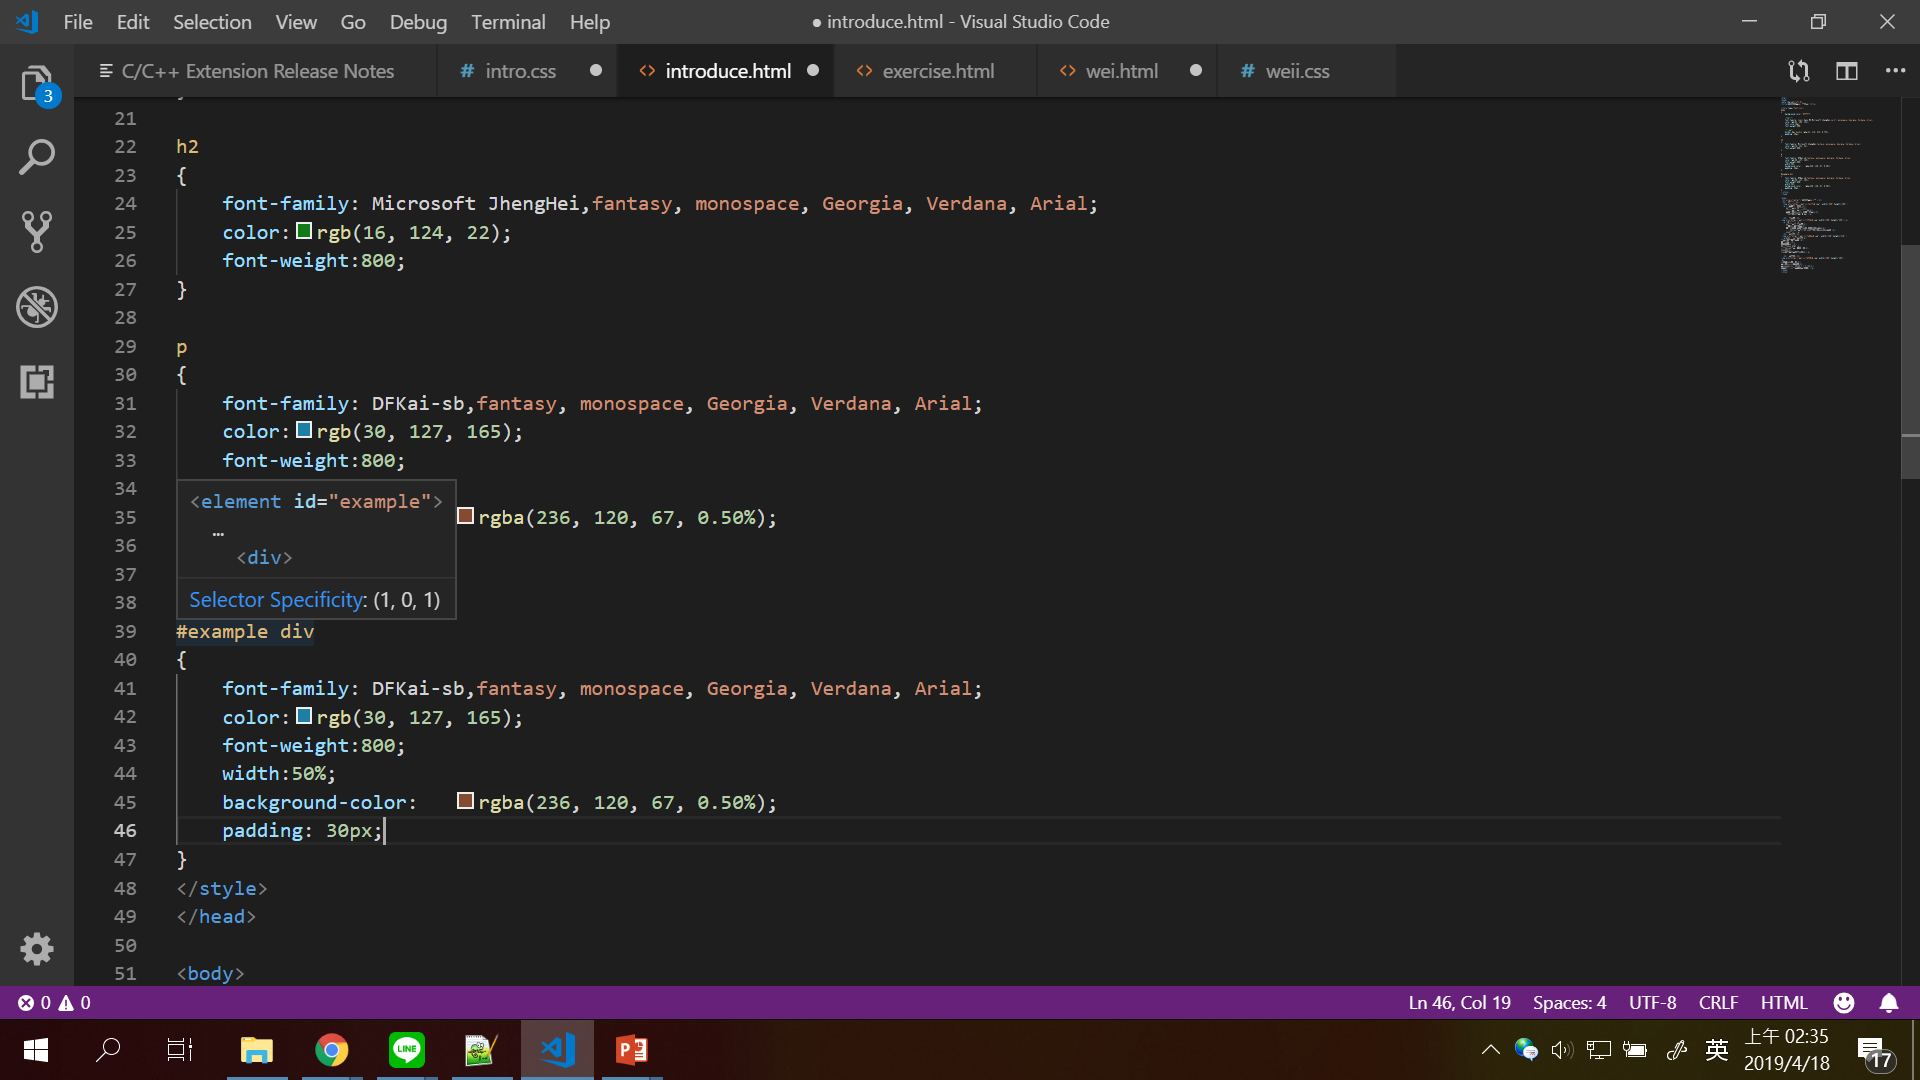 File Edit Selection View Go Debug Terminal Help
● introduce.html - Visual Studio Code
C/C++ Extension Release Notes
# intro.css
<> introduce.html
<> exercise.html
<> wei.html
# weii.css
3
21
22 h2
23 {
24 font-family: Microsoft JhengHei,fantasy, monospace, Georgia, Verdana, Arial;
25 color: rgb(16, 124, 22);
26 font-weight:800;
27 }
28
29 p
30 {
31 font-family: DFKai-sb,fantasy, monospace, Georgia, Verdana, Arial;
32 color: rgb(30, 127, 165);
33 font-weight:800;
34
<element id="example">
35 rgba(236, 120, 67, 0.50%);
…
36
<div>
37
38
Selector Specificity: (1, 0, 1)
39 #example div
40 {
41 font-family: DFKai-sb,fantasy, monospace, Georgia, Verdana, Arial;
42 color: rgb(30, 127, 165);
43 font-weight:800;
44 width:50%;
45 background-color: rgba(236, 120, 67, 0.50%);
46 padding: 30px;
47 }
48 </style>
49 </head>
50
51 <body>
0 0
Ln 46, Col 19 Spaces: 4 UTF-8 CRLF HTML
LINE
英
上午 02:35
2019/4/18
17